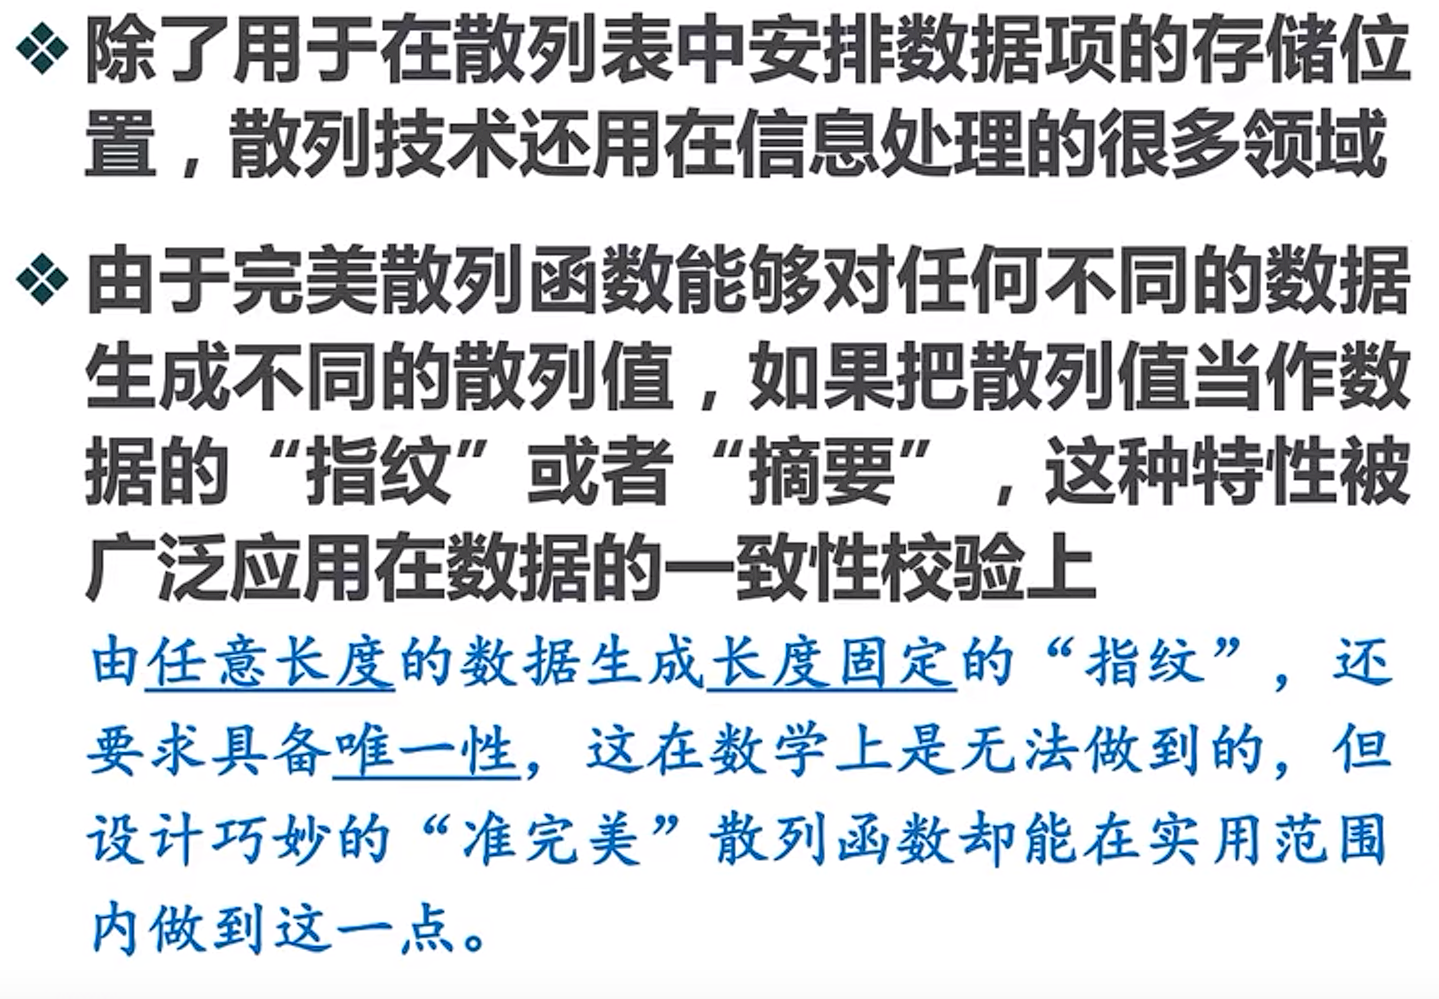 除了用于在散列表中安排数据项的存储位
置，散列技术还用在信息处理的很多领域
由于完美散列函数能够对任何不同的数据
生成不同的散列值，如果把散列值当作数
据的“指纹”或者“摘要”，这种特性被
广泛应用在数据的一致性校验上
由任意长度的数据生成长度固定的“指纹”，还
要求具备唯一性，这在数学上是无法做到的，但
设计巧妙的“准完美”散列函数却能在实用范围
内做到这一点。